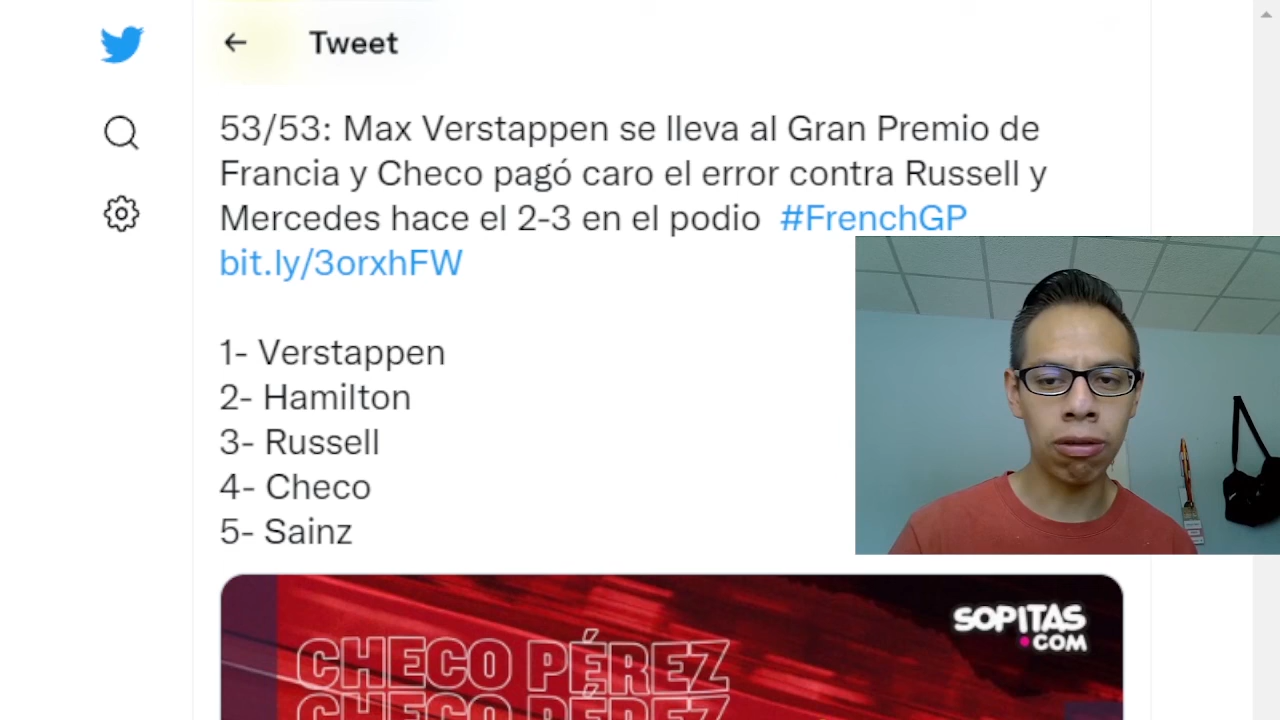 Tweet
53/53: Max Verstappen se lleva al Gran Premio de
Francia y Checo pagó caro el error contra Russell y
Mercedes hace el 2-3 en el podio #FrenchGP
bit.ly/3orxhFW
1- Verstappen
2- Hamilton
3- Russell
4- Checo
5- Sainz
SOPITAS
.COM
CHECO PÉREZ
CHECO PÉREZ